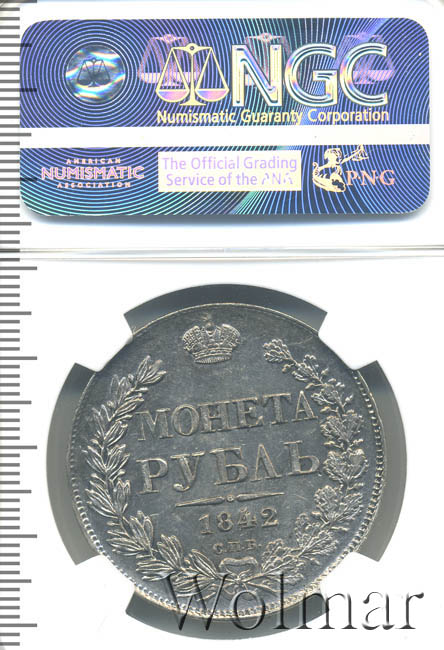 NGC
Numismatic Guaranty Corporation
AMERICAN
NUMISMATIC
ASSOCIATION
The Official Grading
Service of the ANA
PNG
МОНЕТА
РУБЛЬ
1842
С.П.Б.
Wolmar